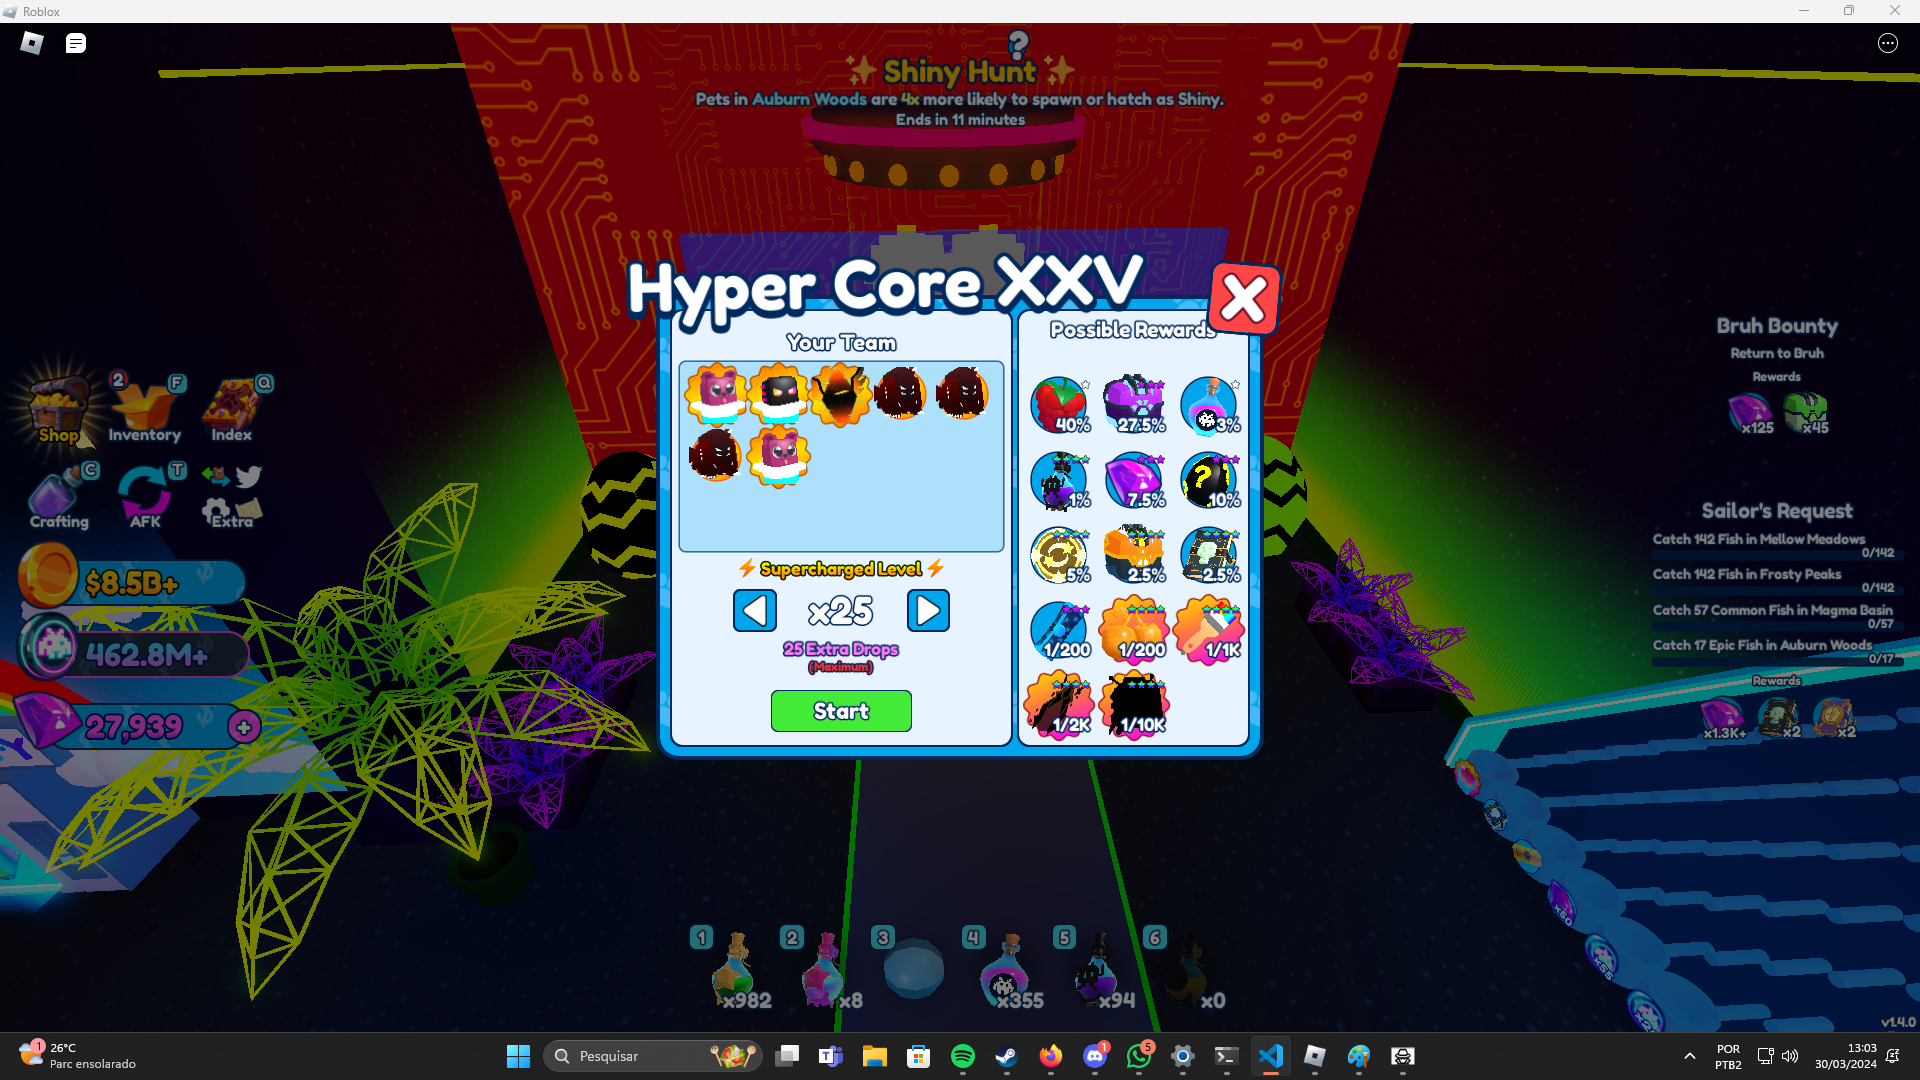 Roblox
Shiny Hunt
Pets in Auburn Woods are 4x more likely to spawn or hatch as Shiny.
Ends in 11 minutes
Hyper Core XXV
Your Team
Possible Rewards
40%
27.5%
3%
1%
7.5%
10%
5%
2.5%
2.5%
1/200
1/200
1/1K
1/2K
1/10K
Supercharged Level
x25
25 Extra Drops
(Maximum)
Start
Shop
2
F
Inventory
Q
Index
C
Crafting
T
AFK
Extra
$8.5B+
462.8M+
27,939
Bruh Bounty
Return to Bruh
Rewards
x125
x45
Sailor's Request
Catch 142 Fish in Mellow Meadows
0/142
Catch 142 Fish in Frosty Peaks
0/142
Catch 57 Common Fish in Magma Basin
0/57
Catch 17 Epic Fish in Auburn Woods
0/17
Rewards
x1.3K+
x2
x2
x50
1
x982
2
x8
3
4
x355
5
x94
6
x0
v1.4.0
1
26°C
Parc ensolarado
Pesquisar
1
5
POR
PTB2
13:03
30/03/2024